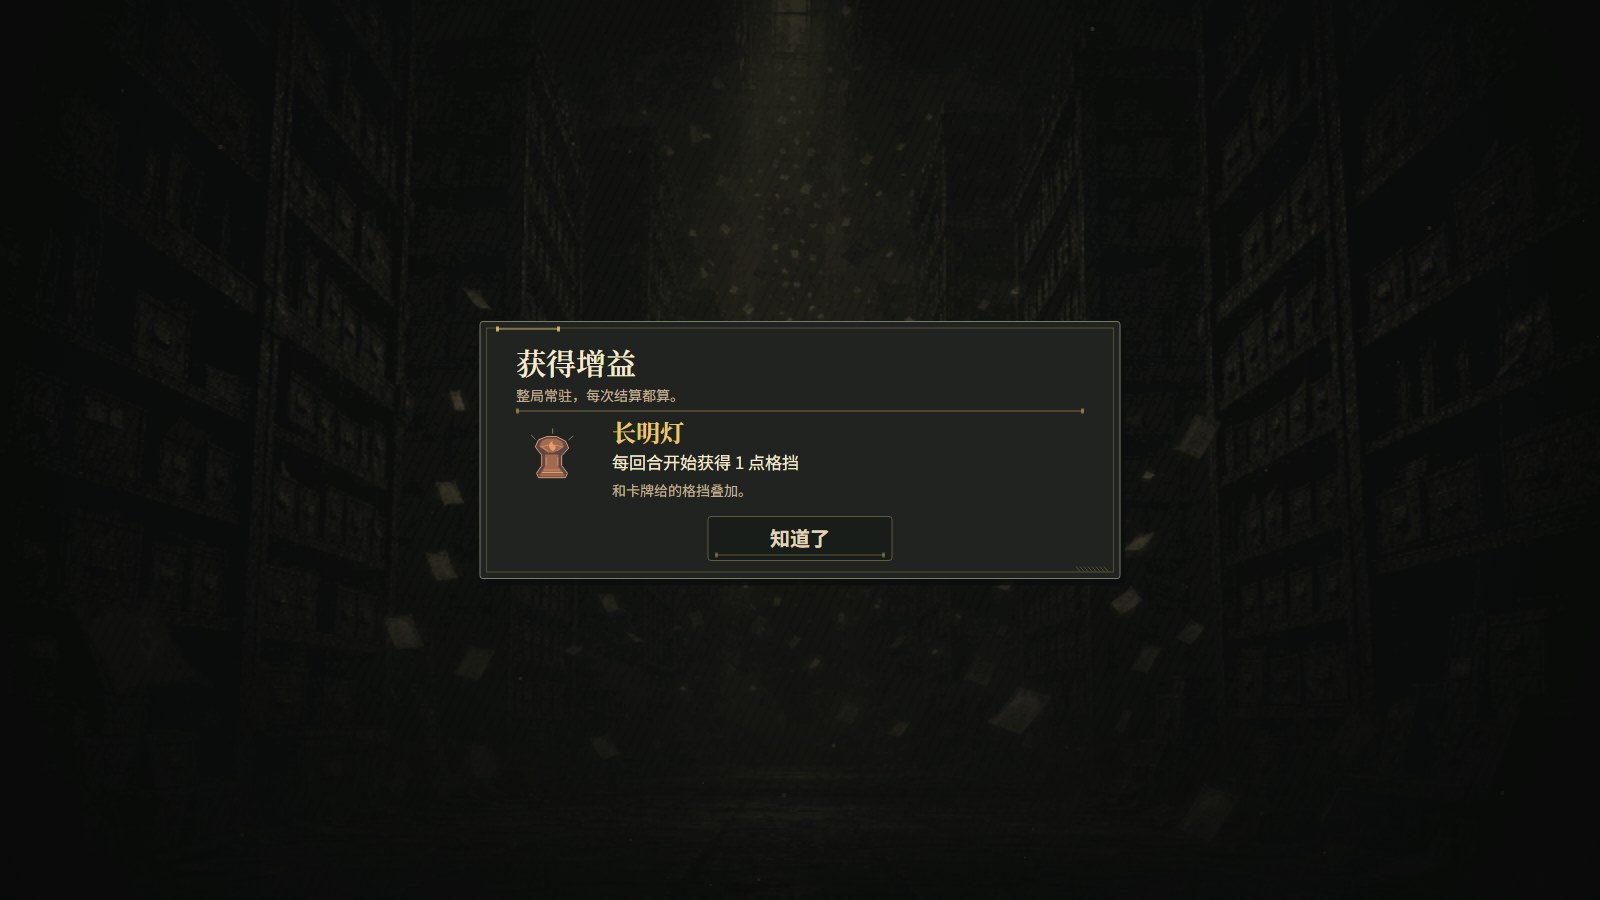 获得增益
整局常驻，每次结算都算。
长明灯
每回合开始获得 1 点格挡
和卡牌给的格挡叠加。
知道了